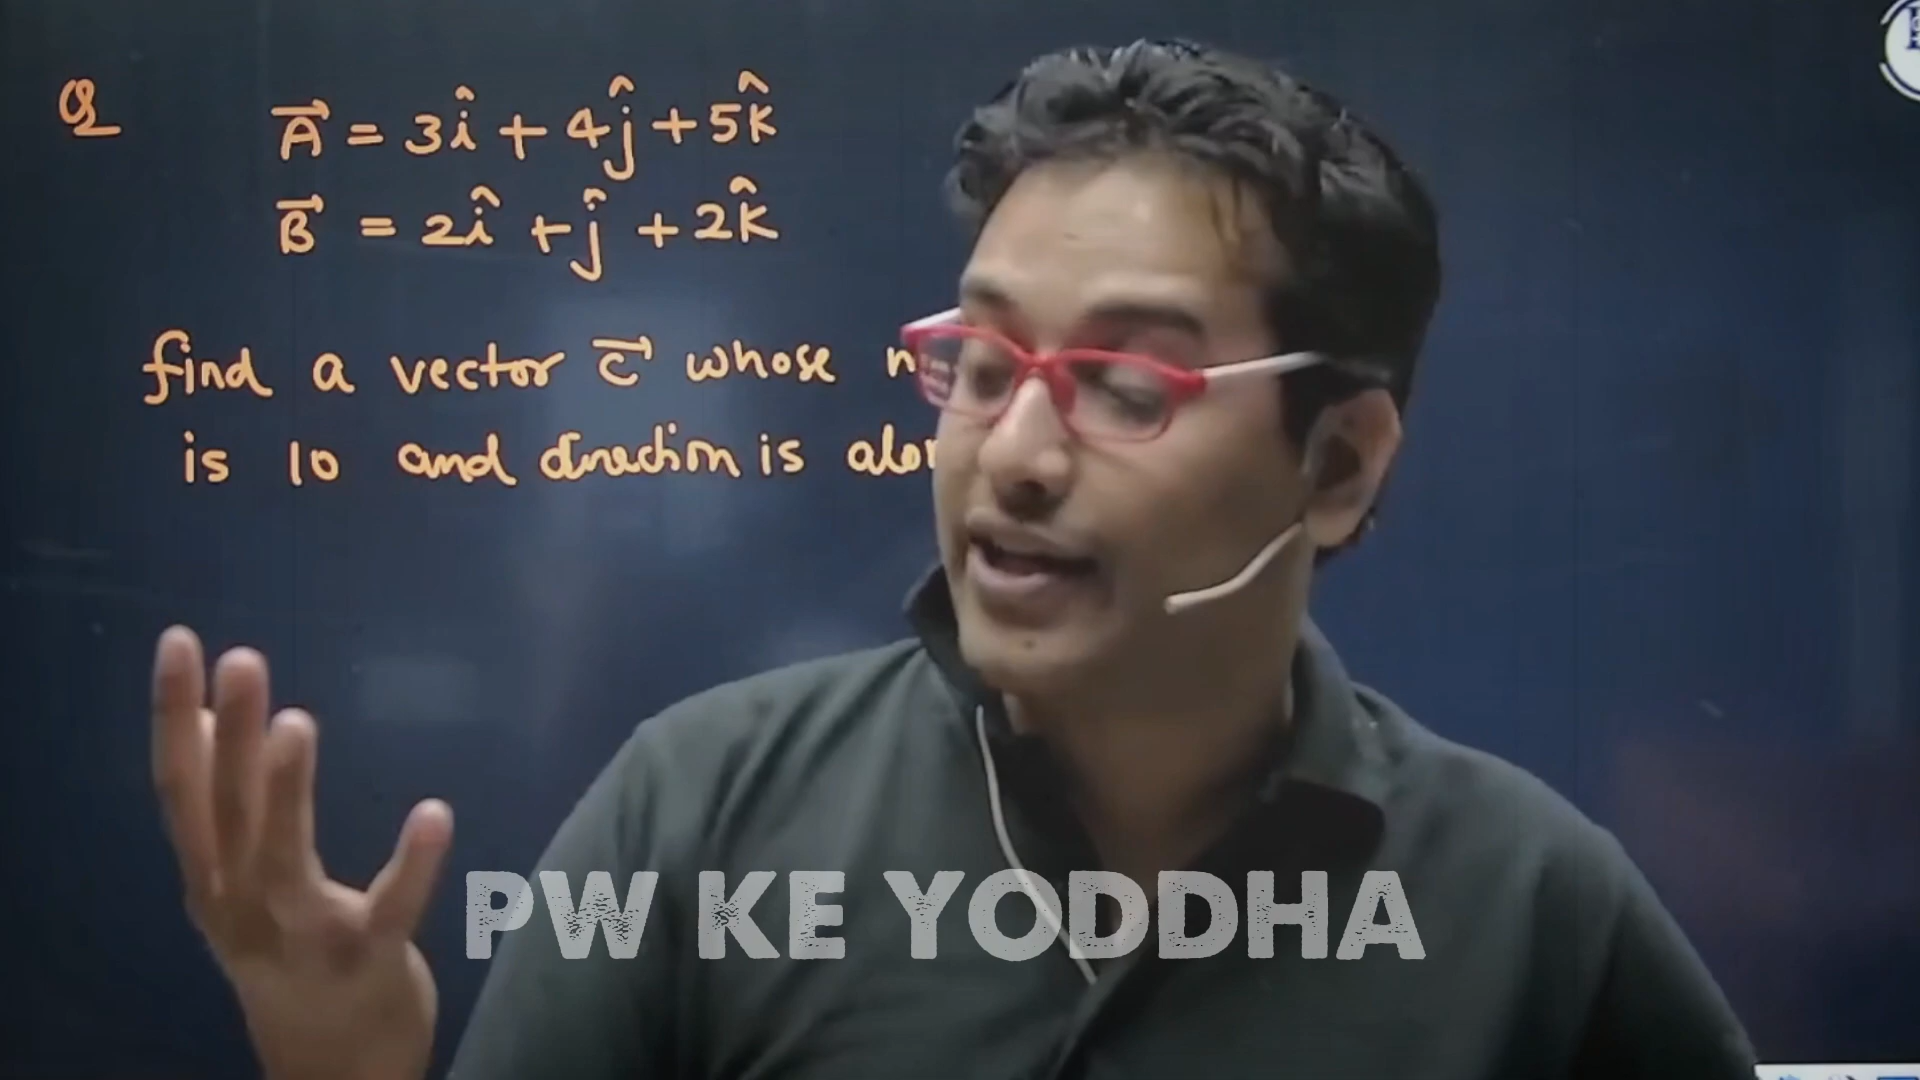 Q
A⃗ = 3î + 4ĵ + 5k̂
B⃗ = 2î + ĵ + 2k̂
find a vector C⃗ whose
is 10 and direction is
PW KE YODDHA